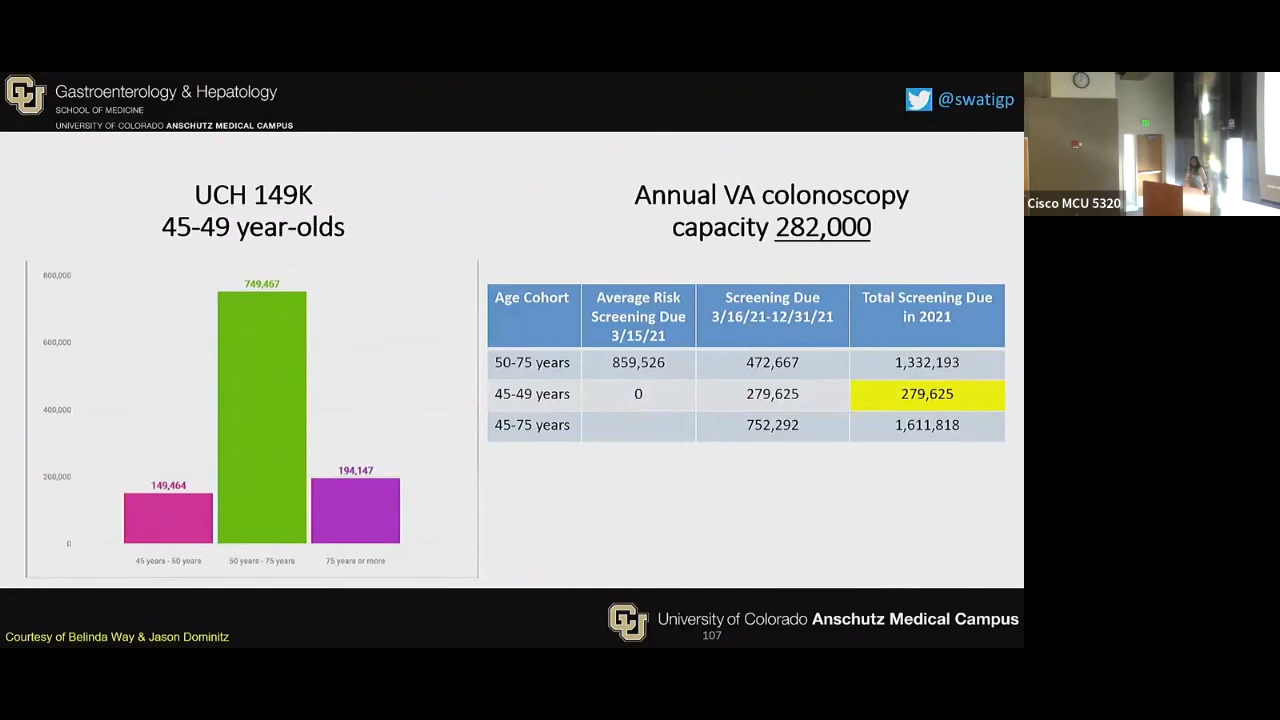 Gastroenterology & Hepatology
SCHOOL OF MEDICINE
UNIVERSITY OF COLORADO ANSCHUTZ MEDICAL CAMPUS
@swatigp
Cisco MCU 5320
UCH 149K
45-49 year-olds
800,000
600,000
400,000
200,000
0
749,467
149,464
194,147
45 years - 50 years
50 years - 75 years
75 years or more
Annual VA colonoscopy
capacity 282,000
Age Cohort
Average Risk
Screening Due
3/15/21
Screening Due
3/16/21-12/31/21
Total Screening Due
in 2021
50-75 years 859,526 472,667 1,332,193
45-49 years 0 279,625 279,625
45-75 years 752,292 1,611,818
Courtesy of Belinda Way & Jason Dominitz
University of Colorado Anschutz Medical Campus
107